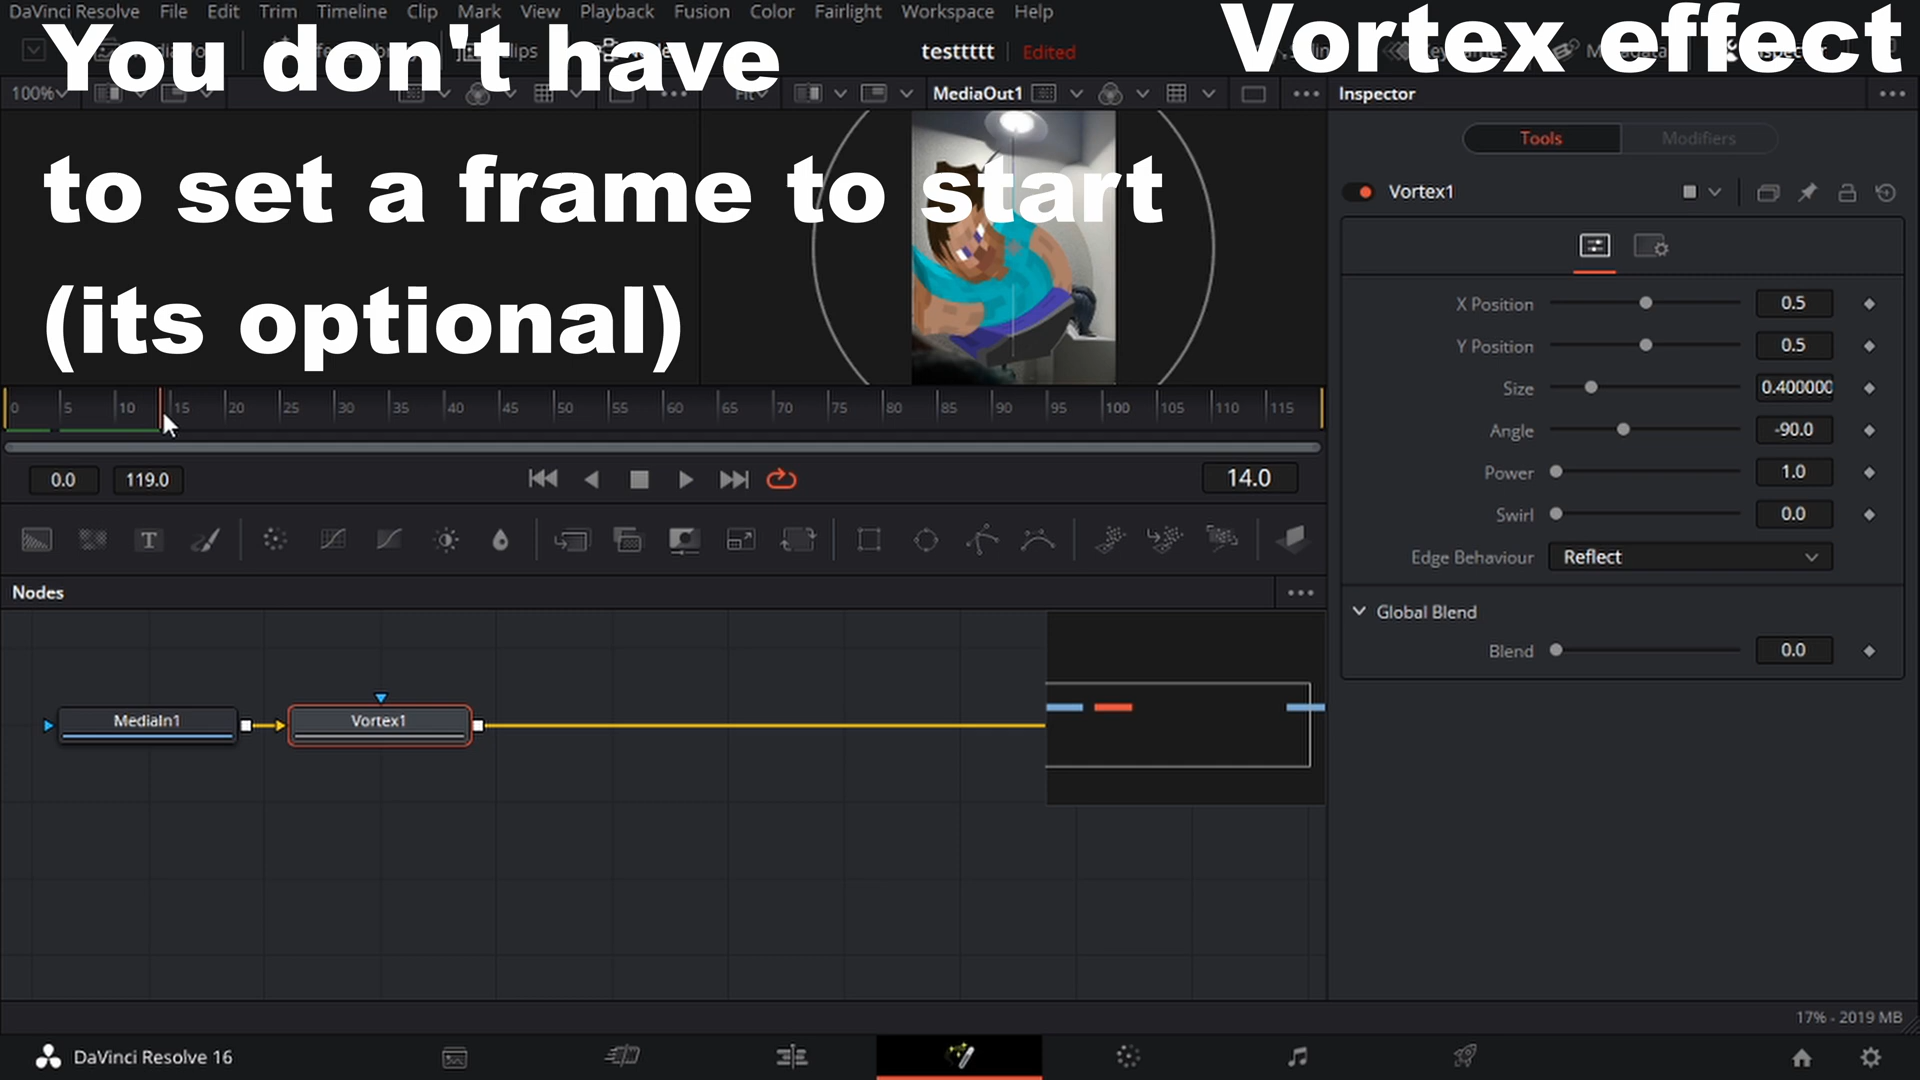 DaVinci Resolve File Edit Trim Timeline Clip Mark View Playback Fusion Color Fairlight Workspace Help
Vortex effect
You don't have
to set a frame to start
(its optional)
testtttt Edited
100% Fit MediaOut1 Inspector
Tools Modifiers
Vortex1
X Position 0.5
Y Position 0.5
Size 0.400000
Angle -90.0
Power 1.0
Swirl 0.0
Edge Behaviour Reflect
Global Blend
Blend 0.0
0 5 10 15 20 25 30 35 40 45 50 55 60 65 70 75 80 85 90 95 100 105 110 115
0.0 119.0 14.0
Nodes
MediaIn1 Vortex1
17% - 2019 MB
DaVinci Resolve 16